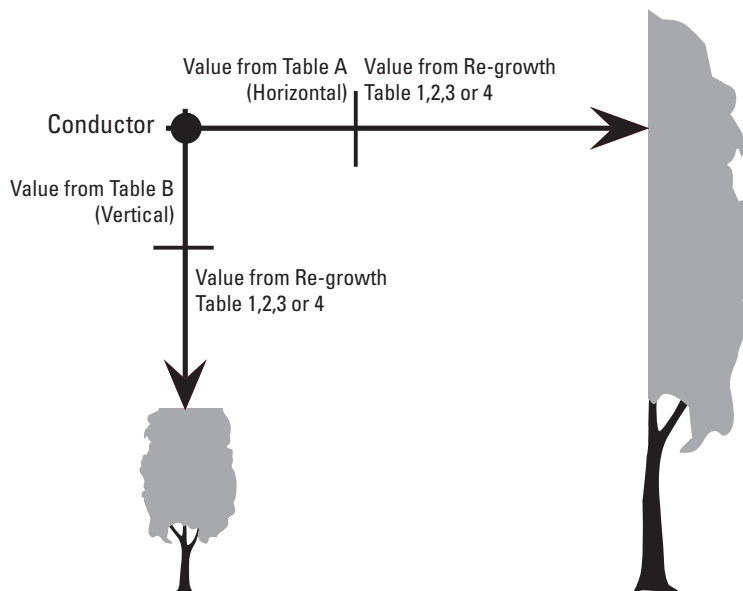 Value from Table A
(Horizontal)
Value from Re-growth
Table 1,2,3 or 4
Conductor
Value from Table B
(Vertical)
Value from Re-growth
Table 1,2,3 or 4